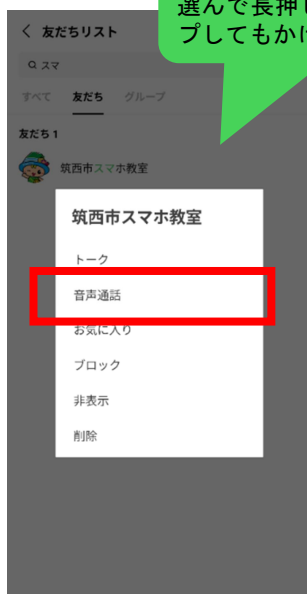 選んで長押し
プしてもかけ
友だちリスト
スマ
すべて 友だち グループ
友だち 1
筑西市スマホ教室
筑西市スマホ教室
トーク
音声通話
お気に入り
ブロック
非表示
削除